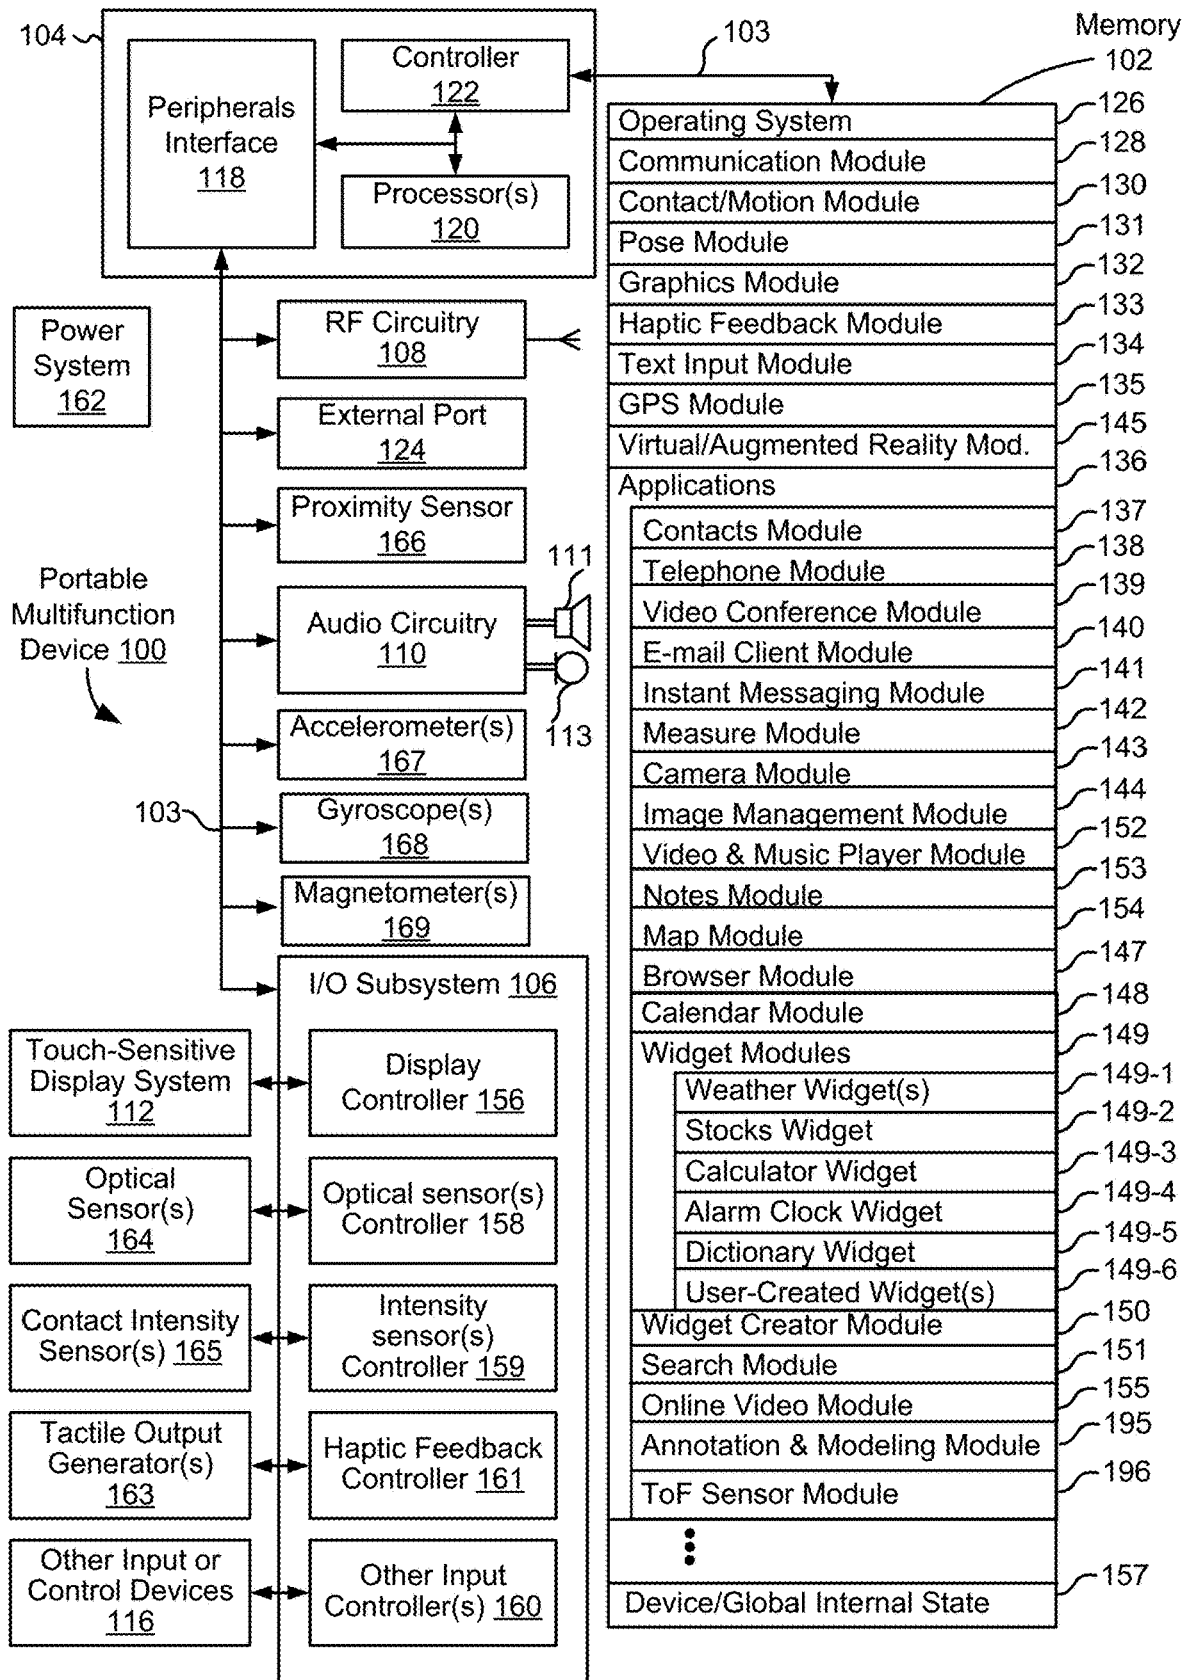 104
Peripherals
Interface
118
Controller
122
Processor(s)
120
103
Memory
102
Power
System
162
RF Circuitry
108
External Port
124
Proximity Sensor
166
Audio Circuitry
110
111
113
Portable
Multifunction
Device 100
Accelerometer(s)
167
103
Gyroscope(s)
168
Magnetometer(s)
169
I/O Subsystem 106
Touch-Sensitive
Display System
112
Display
Controller 156
Optical
Sensor(s)
164
Optical sensor(s)
Controller 158
Contact Intensity
Sensor(s) 165
Intensity
sensor(s)
Controller 159
Tactile Output
Generator(s)
163
Haptic Feedback
Controller 161
Other Input or
Control Devices
116
Other Input
Controller(s) 160
Operating System 126
Communication Module 128
Contact/Motion Module 130
Pose Module 131
Graphics Module 132
Haptic Feedback Module 133
Text Input Module 134
GPS Module 135
Virtual/Augmented Reality Mod. 145
Applications 136
Contacts Module 137
Telephone Module 138
Video Conference Module 139
E-mail Client Module 140
Instant Messaging Module 141
Measure Module 142
Camera Module 143
Image Management Module 144
Video & Music Player Module 152
Notes Module 153
Map Module 154
Browser Module 147
Calendar Module 148
Widget Modules 149
Weather Widget(s) 149-1
Stocks Widget 149-2
Calculator Widget 149-3
Alarm Clock Widget 149-4
Dictionary Widget 149-5
User-Created Widget(s) 149-6
Widget Creator Module 150
Search Module 151
Online Video Module 155
Annotation & Modeling Module 195
ToF Sensor Module 196
Device/Global Internal State 157